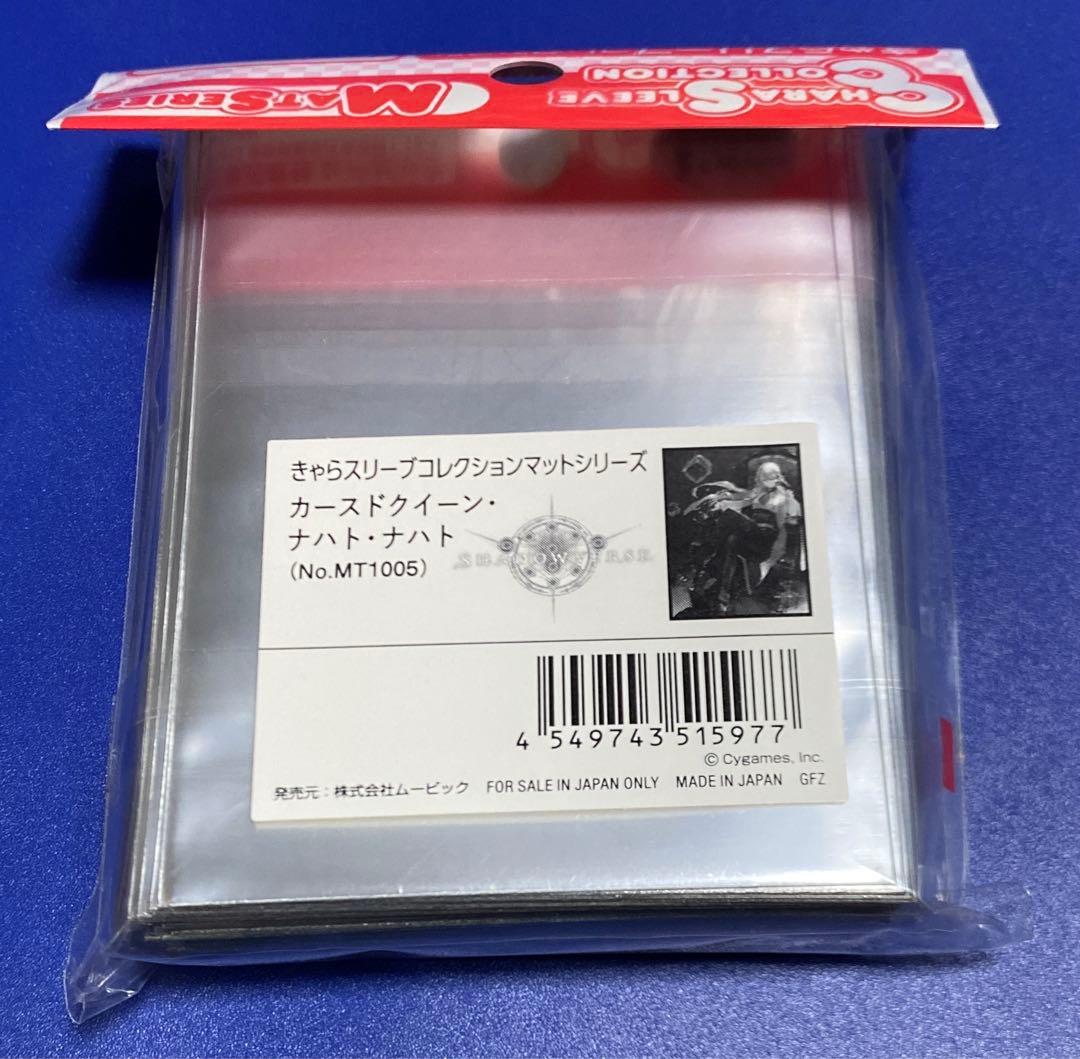 CHARA SLEEVE COLLECTION
MAT SERIES
きゃらスリーブコレクションマットシリーズ
カースドクイーン・
ナハト・ナハト
(No.MT1005)
SHADOWVERSE
4 549743 515977
© Cygames, Inc.
発売元：株式会社ムービック FOR SALE IN JAPAN ONLY MADE IN JAPAN GFZ